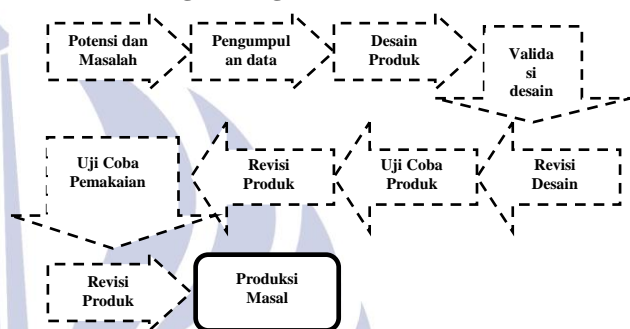 Potensi dan
Masalah
Pengumpul
an data
Desain
Produk
Valida
si
desain
Revisi
Desain
Uji Coba
Produk
Revisi
Produk
Uji Coba
Pemakaian
Revisi
Produk
Produksi
Masal